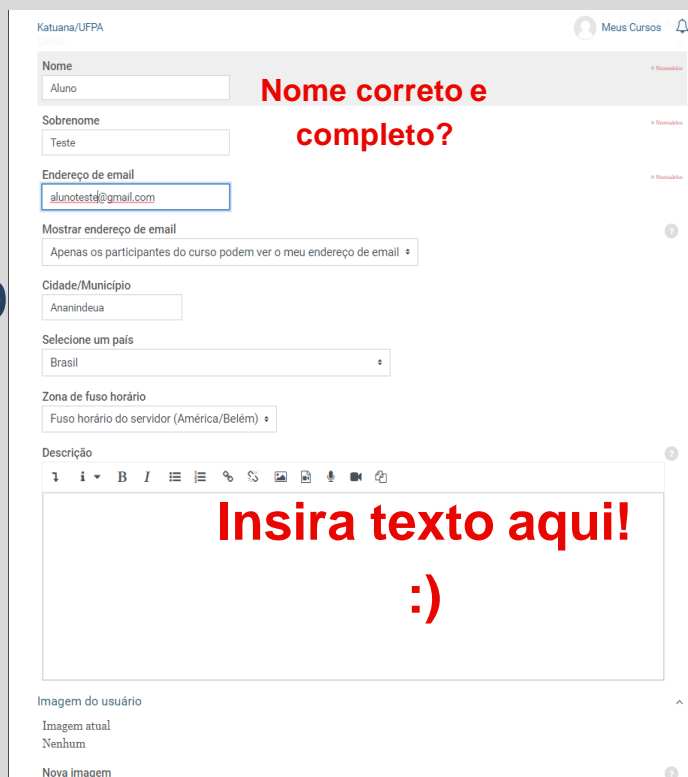 Katuana/UFPA
Meus Cursos
Nome
Necessários
Aluno
Nome correto e
completo?
Sobrenome
Necessários
Teste
Endereço de email
Necessários
alunoteste@gmail.com
Mostrar endereço de email
Apenas os participantes do curso podem ver o meu endereço de email
Cidade/Município
Ananindeua
Selecione um país
Brasil
Zona de fuso horário
Fuso horário do servidor (América/Belém)
Descrição
B I
Insira texto aqui!
:)
Imagem do usuário
Imagem atual
Nenhum
Nova imagem